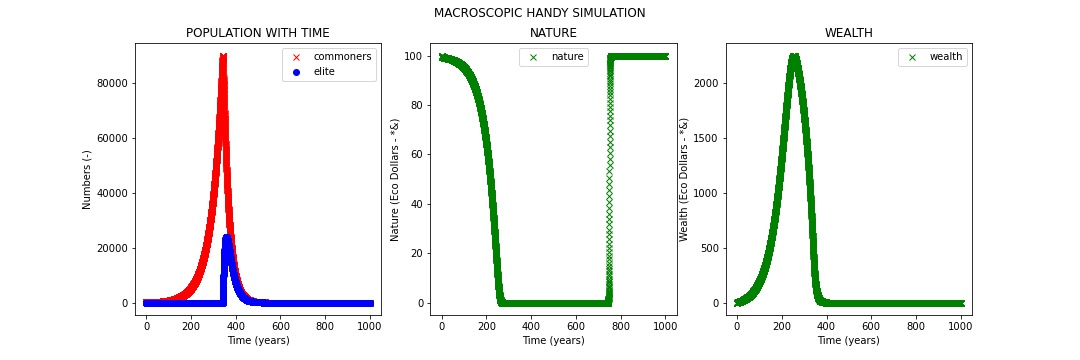 MACROSCOPIC HANDY SIMULATION
POPULATION WITH TIME
commoners
elite
80000
60000
40000
20000
0
Numbers (-)
0 200 400 600 800 1000
Time (years)
NATURE
nature
100
80
60
40
20
0
Nature (Eco Dollars - *&)
0 200 400 600 800 1000
Time (years)
WEALTH
wealth
2000
1500
1000
500
0
Wealth (Eco Dollars - *&)
0 200 400 600 800 1000
Time (years)